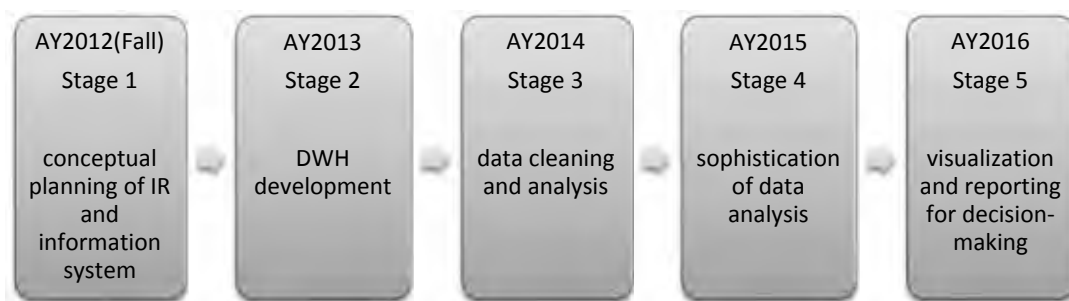 AY2012(Fall)
Stage 1
conceptual
planning of IR
and
information
system
AY2013
Stage 2
DWH
development
AY2014
Stage 3
data cleaning
and analysis
AY2015
Stage 4
sophistication
of data
analysis
AY2016
Stage 5
visualization
and reporting
for decision-
making